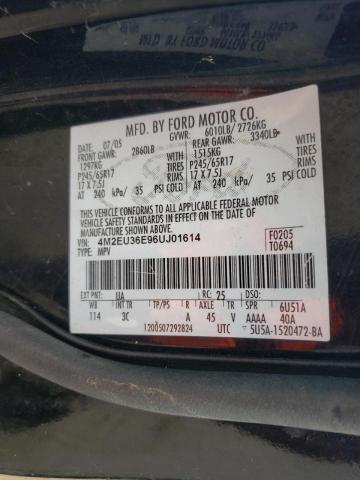 MFD. BY FORD MOTOR CO.
07/05 GVWR: 6010LB/ 2726KG
FRONT GAWR: 2860LB REAR GAWR: 3340LB
1297KG 1515KG
P245/65R17 TIRES P245/65R17 TIRES
17 X 7.5J RIMS 17 X 7.5J RIMS
AT 240 kPa/ 35 PSI COLD AT 240 kPa/ 35 PSI COLD
THIS VEHICLE CONFORMS TO ALL APPLICABLE FEDERAL MOTOR
VEHICLE SAFETY STANDARDS IN EFFECT ON THE DATE OF MANUFACTURE
SHOWN ABOVE.
VIN: 4M2EU36E96UJ01614 F0205
TYPE: MPV T0694
EXT PNT: UA RC: 25
WB INT TR TP/PS R AXLE TR SPR 6U51A
114 3C A 45 V AAAA 40A
1200507292824 UTC 5U5A-1520472-BA